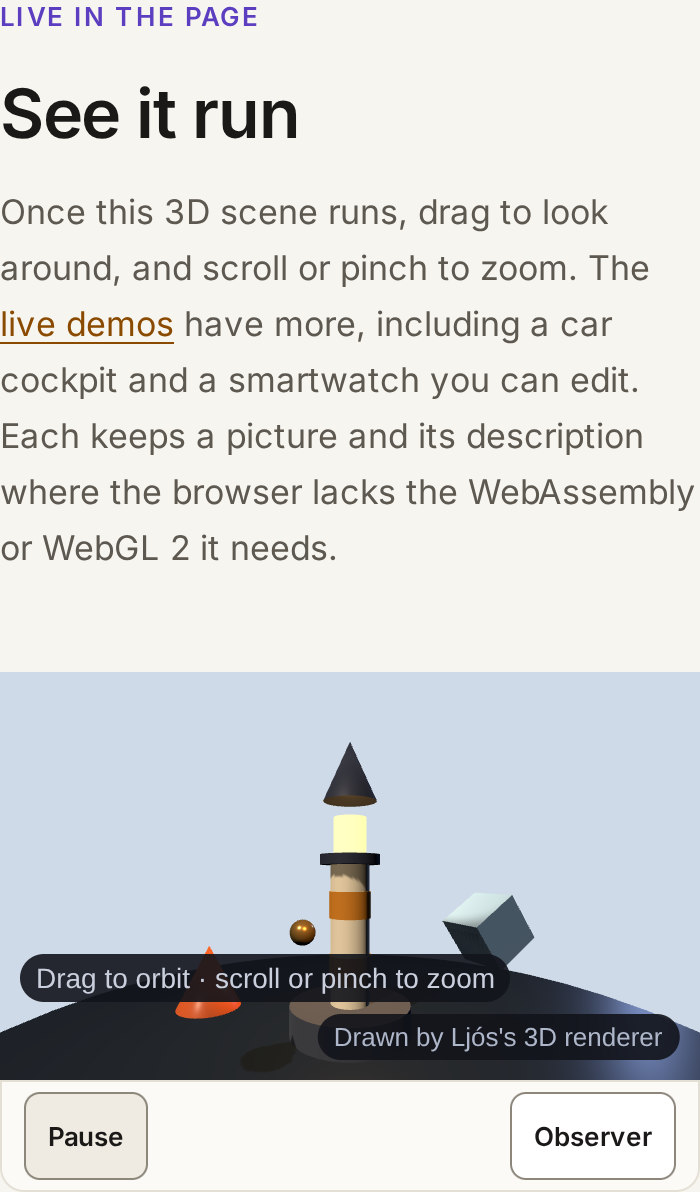 LIVE IN THE PAGE
See it run
Once this 3D scene runs, drag to look
around, and scroll or pinch to zoom. The
live demos have more, including a car
cockpit and a smartwatch you can edit.
Each keeps a picture and its description
where the browser lacks the WebAssembly
or WebGL 2 it needs.
Drag to orbit · scroll or pinch to zoom
Drawn by Ljós's 3D renderer
Pause
Observer